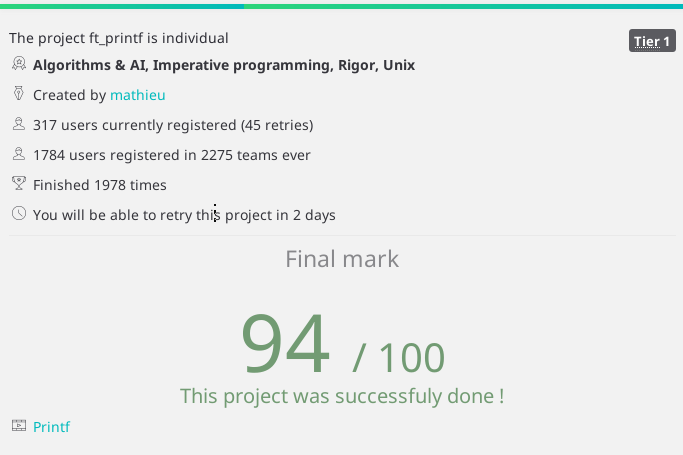 The project ft_printf is individual
Tier 1
Algorithms & AI, Imperative programming, Rigor, Unix
Created by mathieu
317 users currently registered (45 retries)
1784 users registered in 2275 teams ever
Finished 1978 times
You will be able to retry this project in 2 days
Final mark
94 / 100
This project was successfuly done !
Printf